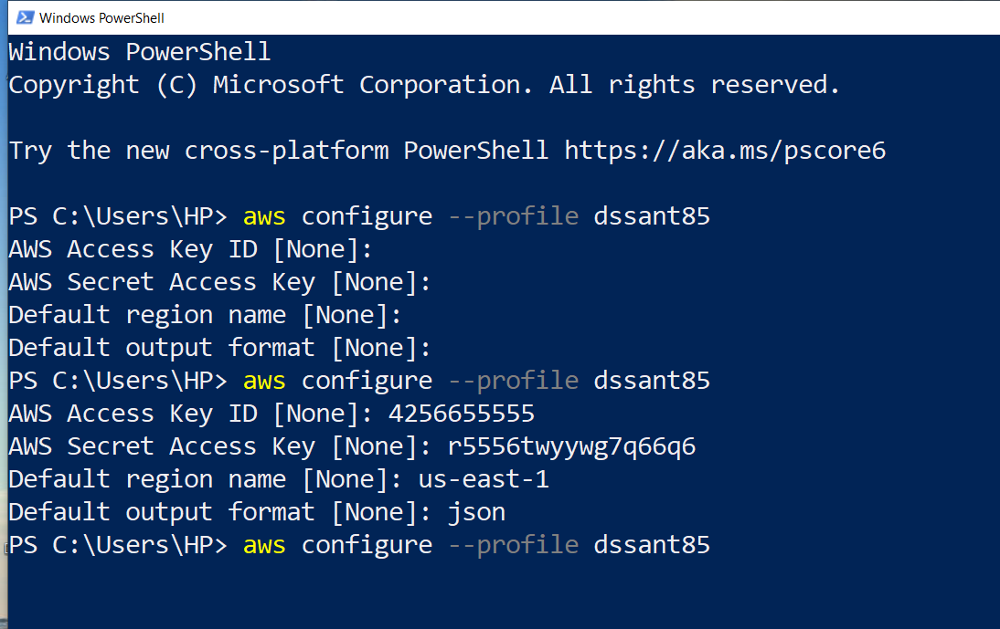 Windows PowerShell
Windows PowerShell
Copyright (C) Microsoft Corporation. All rights reserved.
Try the new cross-platform PowerShell https://aka.ms/pscore6
PS C:\Users\HP> aws configure --profile dssant85
AWS Access Key ID [None]:
AWS Secret Access Key [None]:
Default region name [None]:
Default output format [None]:
PS C:\Users\HP> aws configure --profile dssant85
AWS Access Key ID [None]: 4256655555
AWS Secret Access Key [None]: r5556twyywg7q66q6
Default region name [None]: us-east-1
Default output format [None]: json
PS C:\Users\HP> aws configure --profile dssant85